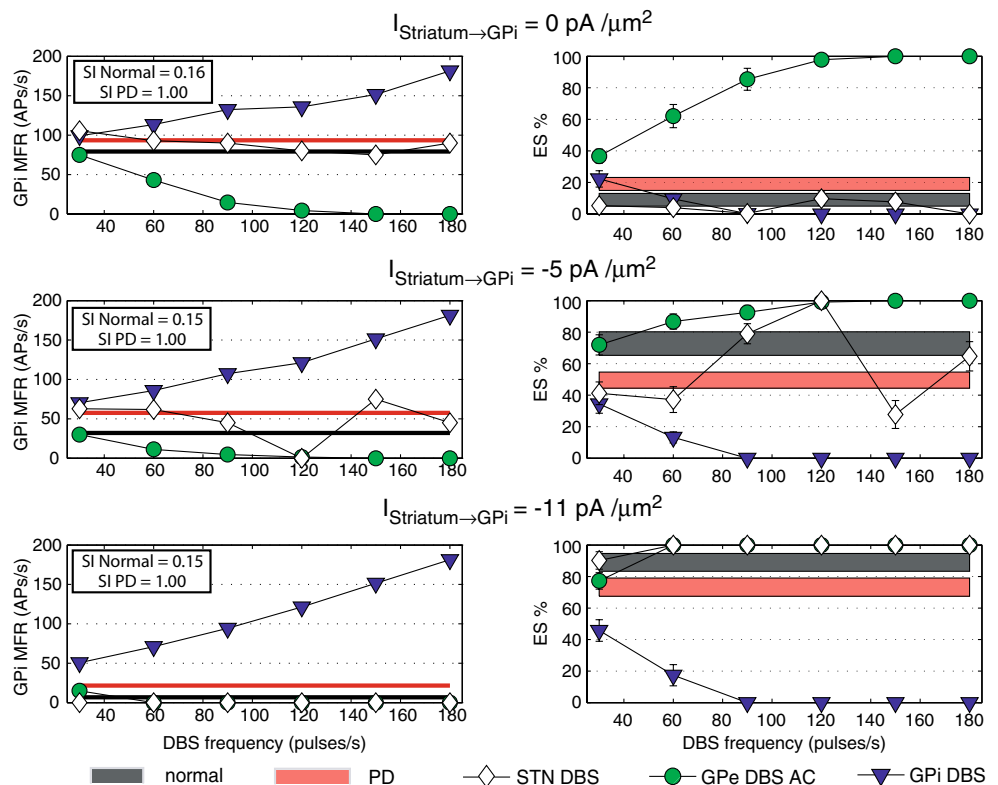 I Striatum→GPi = 0 pA /μm²
200
150
100
50
0
GPi MFR (APs/s)
SI Normal = 0.16
SI PD = 1.00
40 60 80 100 120 140 160 180
100
80
60
40
20
0
ES %
40 60 80 100 120 140 160 180
I Striatum→GPi = -5 pA /μm²
200
150
100
50
0
GPi MFR (APs/s)
SI Normal = 0.15
SI PD = 1.00
40 60 80 100 120 140 160 180
100
80
60
40
20
0
ES %
40 60 80 100 120 140 160 180
I Striatum→GPi = -11 pA /μm²
200
150
100
50
0
GPi MFR (APs/s)
SI Normal = 0.15
SI PD = 1.00
40 60 80 100 120 140 160 180
DBS frequency (pulses/s)
100
80
60
40
20
0
ES %
40 60 80 100 120 140 160 180
DBS frequency (pulses/s)
normal PD STN DBS GPe DBS AC GPi DBS